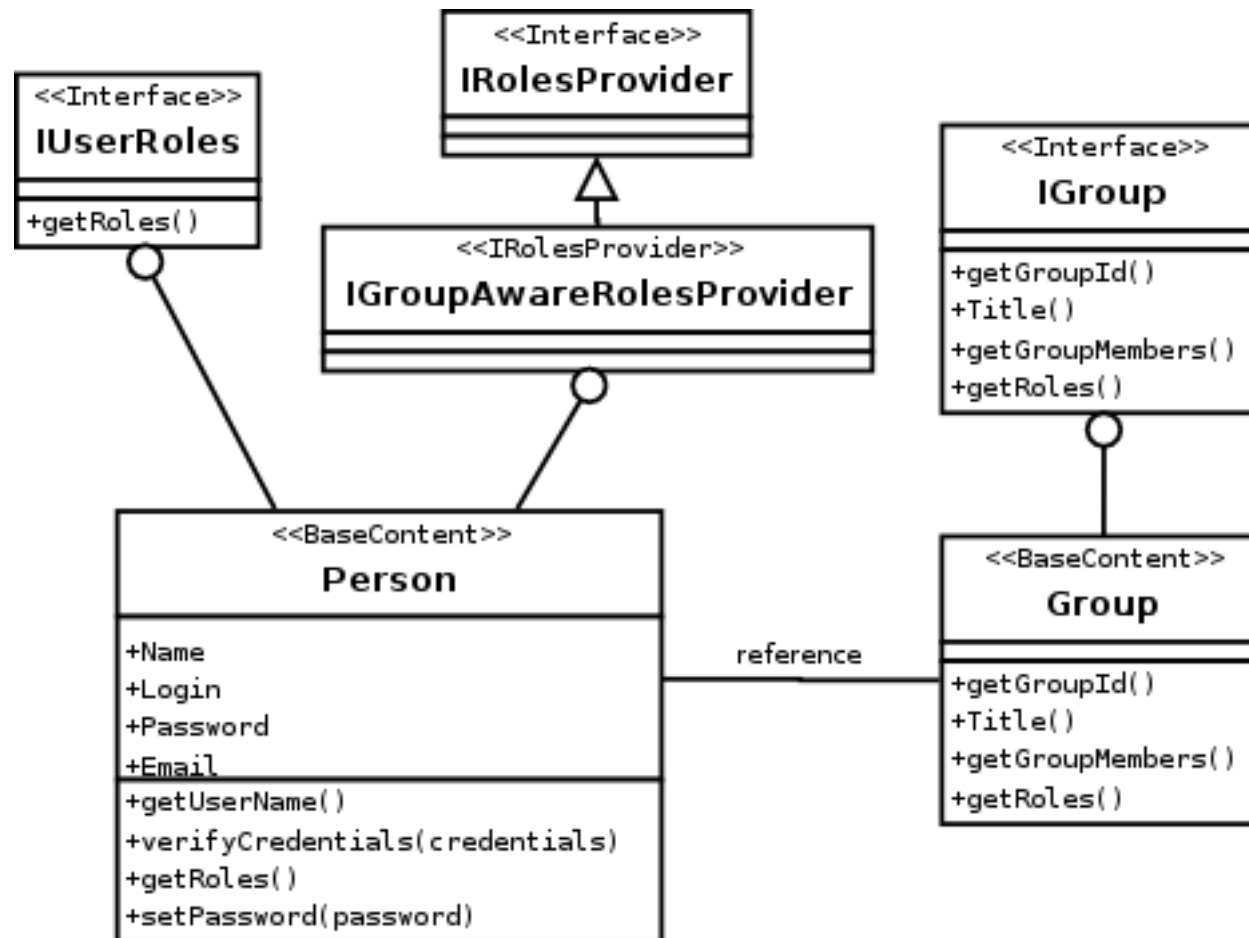 <<Interface>>
IRolesProvider
<<Interface>>
IUserRoles
+getRoles()
<<Interface>>
IGroup
+getGroupId()
+Title()
+getGroupMembers()
+getRoles()
<<IRolesProvider>>
IGroupAwareRolesProvider
<<BaseContent>>
Person
+Name
+Login
+Password
+Email
+getUserName()
+verifyCredentials(credentials)
+getRoles()
+setPassword(password)
reference
<<BaseContent>>
Group
+getGroupId()
+Title()
+getGroupMembers()
+getRoles()